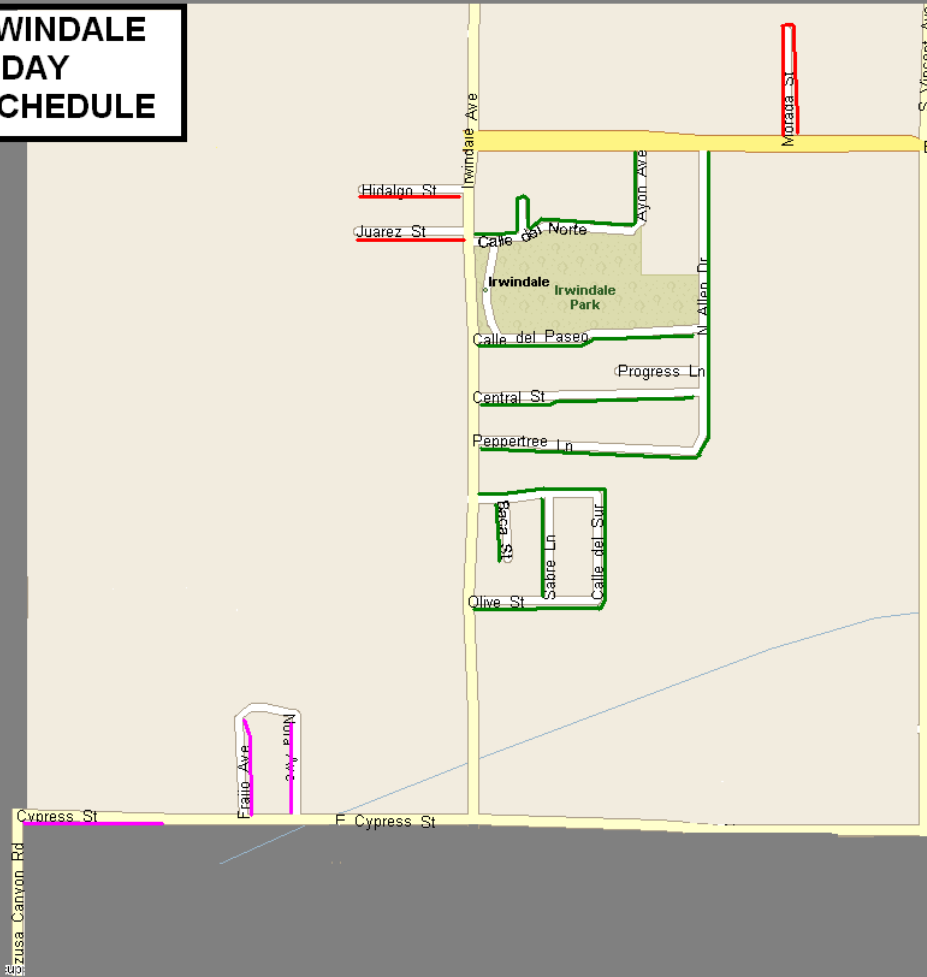 WINDALE
DAY
CHEDULE
S Vincent Ave
Morada St
Irwindale Ave
Hidalgo St
Ayon Ave
Juarez St
Calle del Norte
N Allen Dr
Irwindale
Irwindale
Park
Calle del Paseo
Progress Ln
Central St
Peppertree Ln
Baca St
Sabre Ln
Calle del Sur
Olive St
Nora Ave
Fraijo Ave
Cypress St
E Cypress St
zusa Canyon Rd